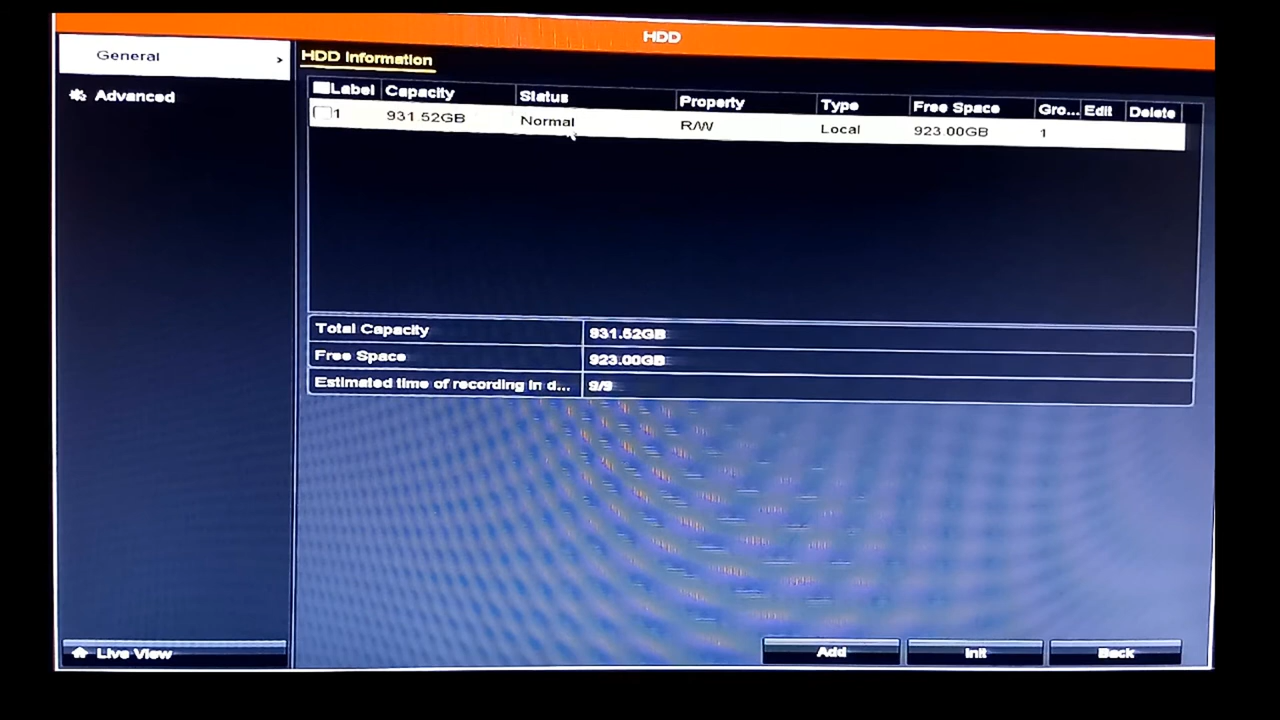 HDD
General >
Advanced
HDD Information
Label Capacity Status Property Type Free Space Gro... Edit Delete
1 931.52GB Normal R/W Local 923.00GB 1
Total Capacity 931.52GB
Free Space 923.00GB
Estimated time of recording in d... 9/9
Live View
Add Init Back